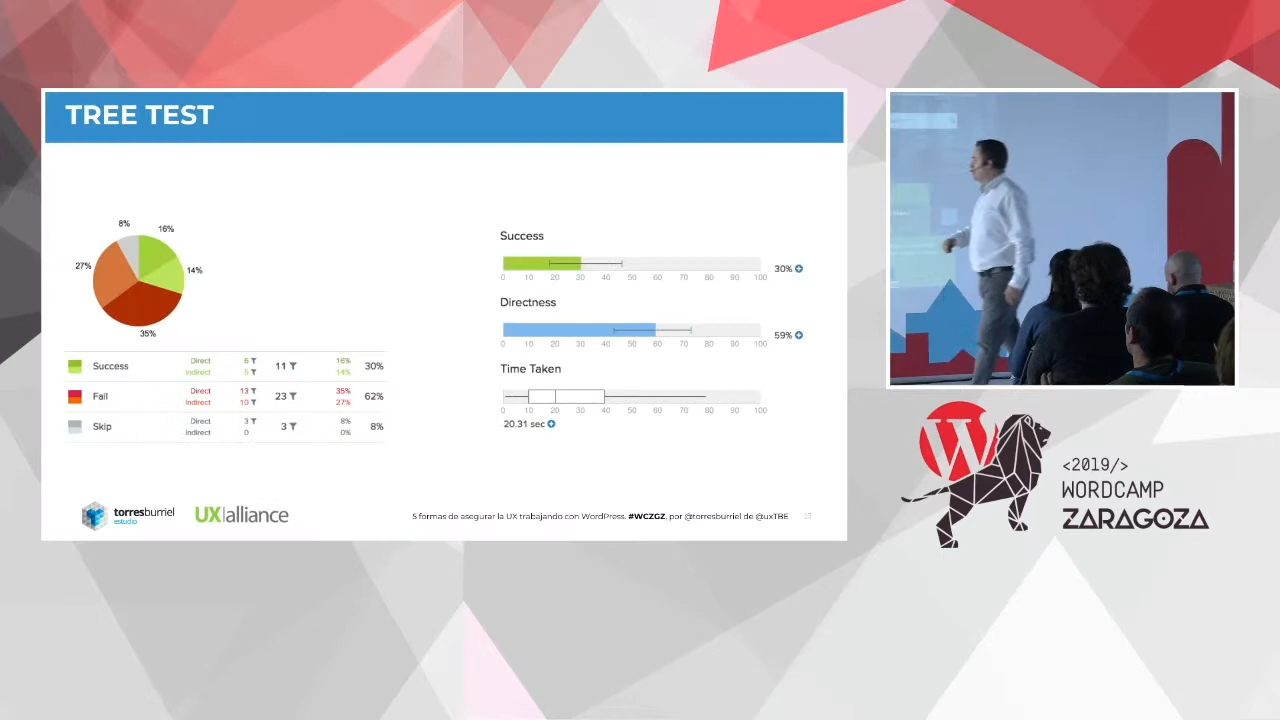 TREE TEST
8%
16%
27%
14%
35%
Success Direct 6 11 16% 30%
Indirect 5 14%
Fail Direct 13 23 35% 62%
Indirect 10 27%
Skip Direct 3 3 8% 8%
Indirect 0 0%
Success
0 10 20 30 40 50 60 70 80 90 100
30%
Directness
0 10 20 30 40 50 60 70 80 90 100
59%
Time Taken
0 10 20 30 40 50 60 70 80 90 100
20.31 sec
torresburriel
estudio
UX|alliance
5 formas de asegurar la UX trabajando con WordPress. #WCZGZ, por @torresburriel de @uxTBE
W
<2019/>
WORDCAMP
ZARAGOZA